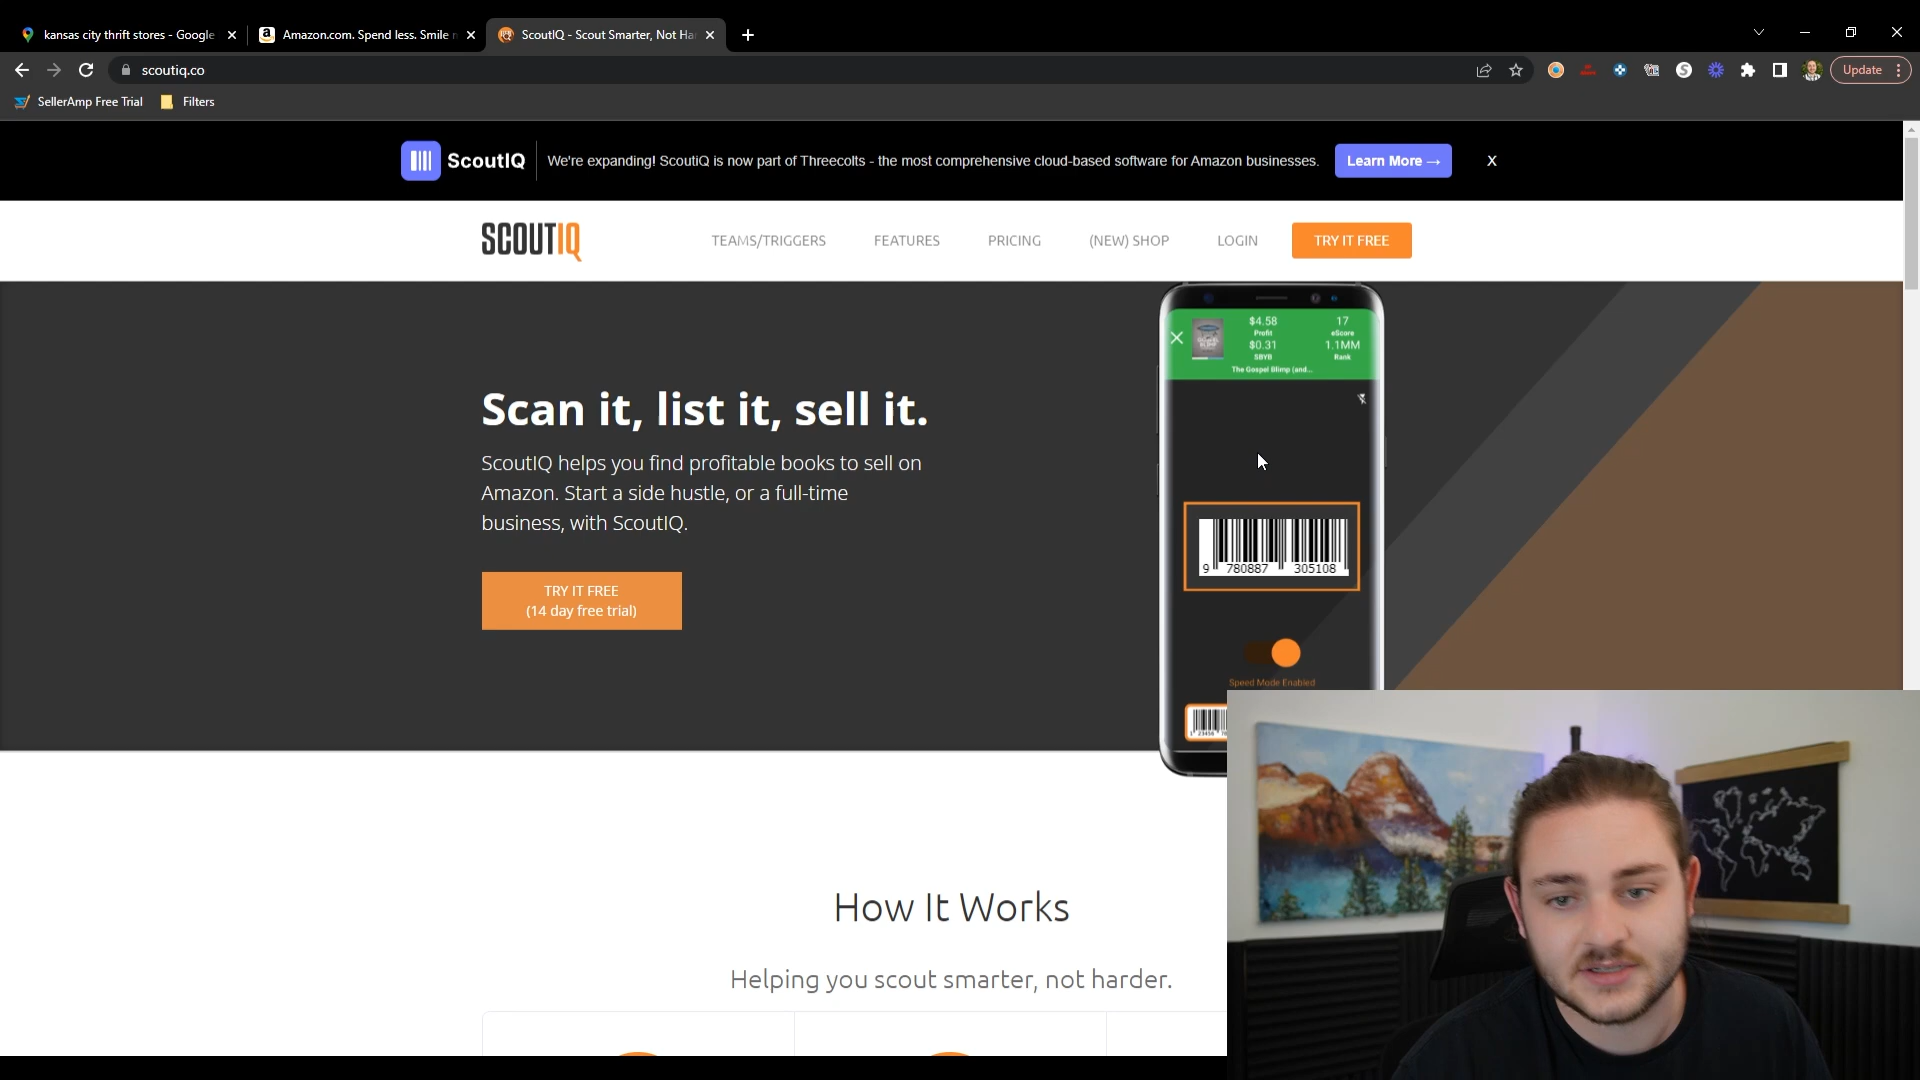 kansas city thrift stores - Google
Amazon.com. Spend less. Smile m
ScoutIQ - Scout Smarter, Not Har
scoutiq.co
Update
SellerAmp Free Trial
Filters
ScoutIQ
We're expanding! ScoutiQ is now part of Threecolts - the most comprehensive cloud-based software for Amazon businesses.
Learn More →
X
SCOUTIQ
TEAMS/TRIGGERS
FEATURES
PRICING
(NEW) SHOP
LOGIN
TRY IT FREE
$4.58
Profit
$0.31
SBYB
17
eScore
1.1MM
Rank
The Gospel Blimp (and...
Scan it, list it, sell it.
ScoutIQ helps you find profitable books to sell on
Amazon. Start a side hustle, or a full-time
business, with ScoutIQ.
TRY IT FREE
(14 day free trial)
9 780887 305108
Speed Mode Enabled
How It Works
Helping you scout smarter, not harder.